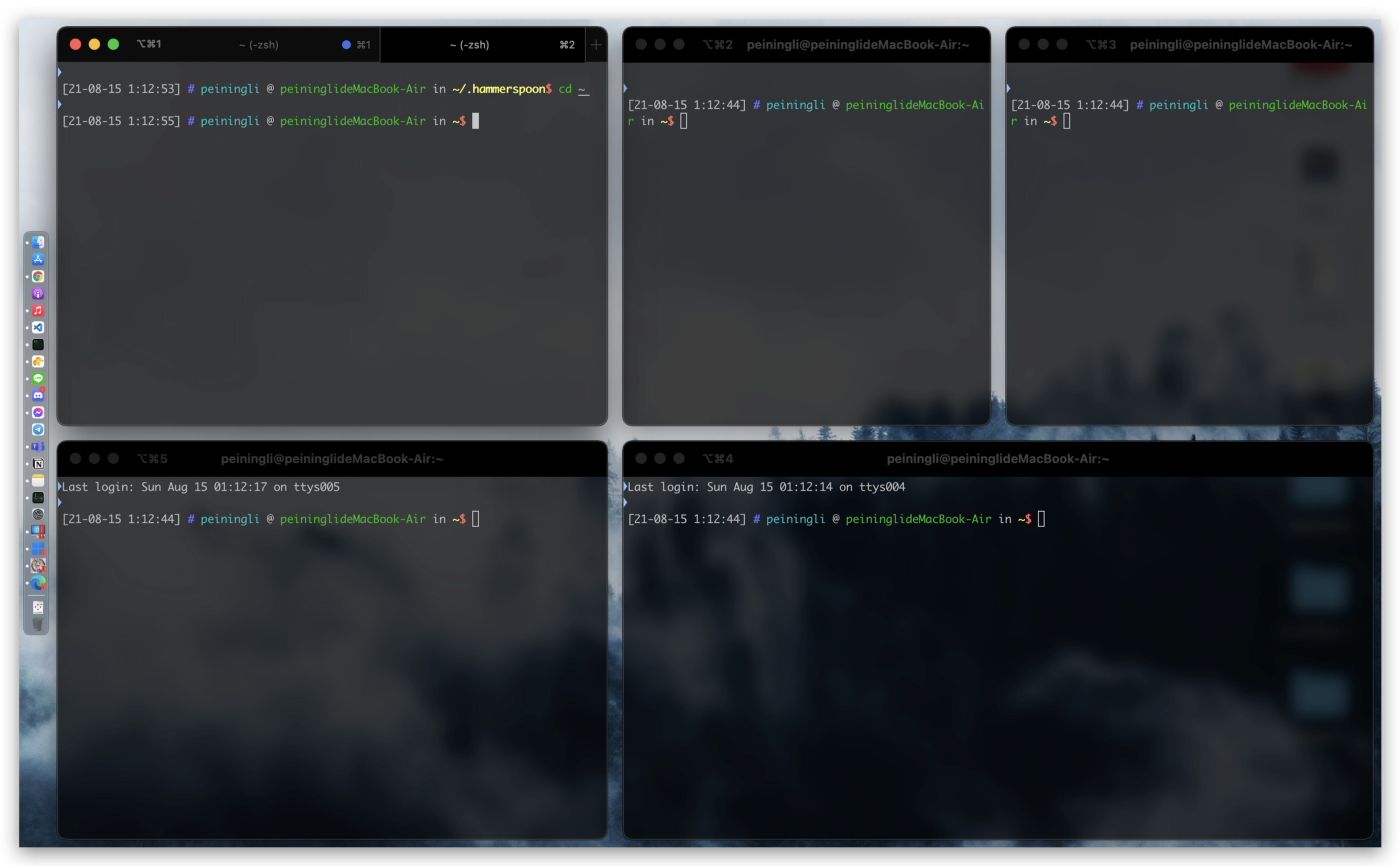 ⌥⌘1
~ (-zsh)
⌘1
~ (-zsh)
⌘2
[21-08-15 1:12:53] # peiningli @ peininglideMacBook-Air in ~/.hammerspoon$ cd ~
[21-08-15 1:12:55] # peiningli @ peininglideMacBook-Air in ~$
⌥⌘2 peiningli@peininglideMacBook-Air:~
[21-08-15 1:12:44] # peiningli @ peininglideMacBook-Ai
r in ~$
⌥⌘3 peiningli@peininglideMacBook-Air:~
[21-08-15 1:12:44] # peiningli @ peininglideMacBook-Ai
r in ~$
⌥⌘5 peiningli@peininglideMacBook-Air:~
Last login: Sun Aug 15 01:12:17 on ttys005
[21-08-15 1:12:44] # peiningli @ peininglideMacBook-Air in ~$
⌥⌘4 peiningli@peininglideMacBook-Air:~
Last login: Sun Aug 15 01:12:14 on ttys004
[21-08-15 1:12:44] # peiningli @ peininglideMacBook-Air in ~$